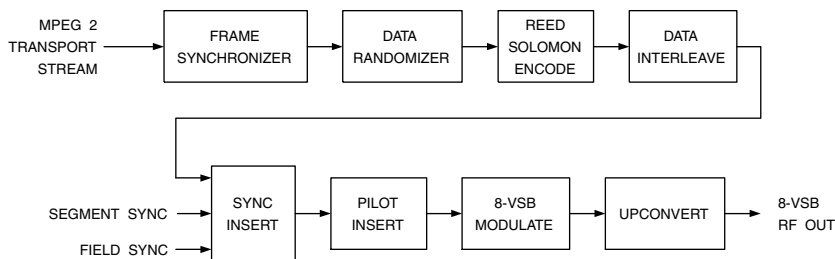 MPEG 2
TRANSPORT
STREAM
FRAME
SYNCHRONIZER
DATA
RANDOMIZER
REED
SOLOMON
ENCODE
DATA
INTERLEAVE
SEGMENT SYNC
FIELD SYNC
SYNC
INSERT
PILOT
INSERT
8-VSB
MODULATE
UPCONVERT
8-VSB
RF OUT